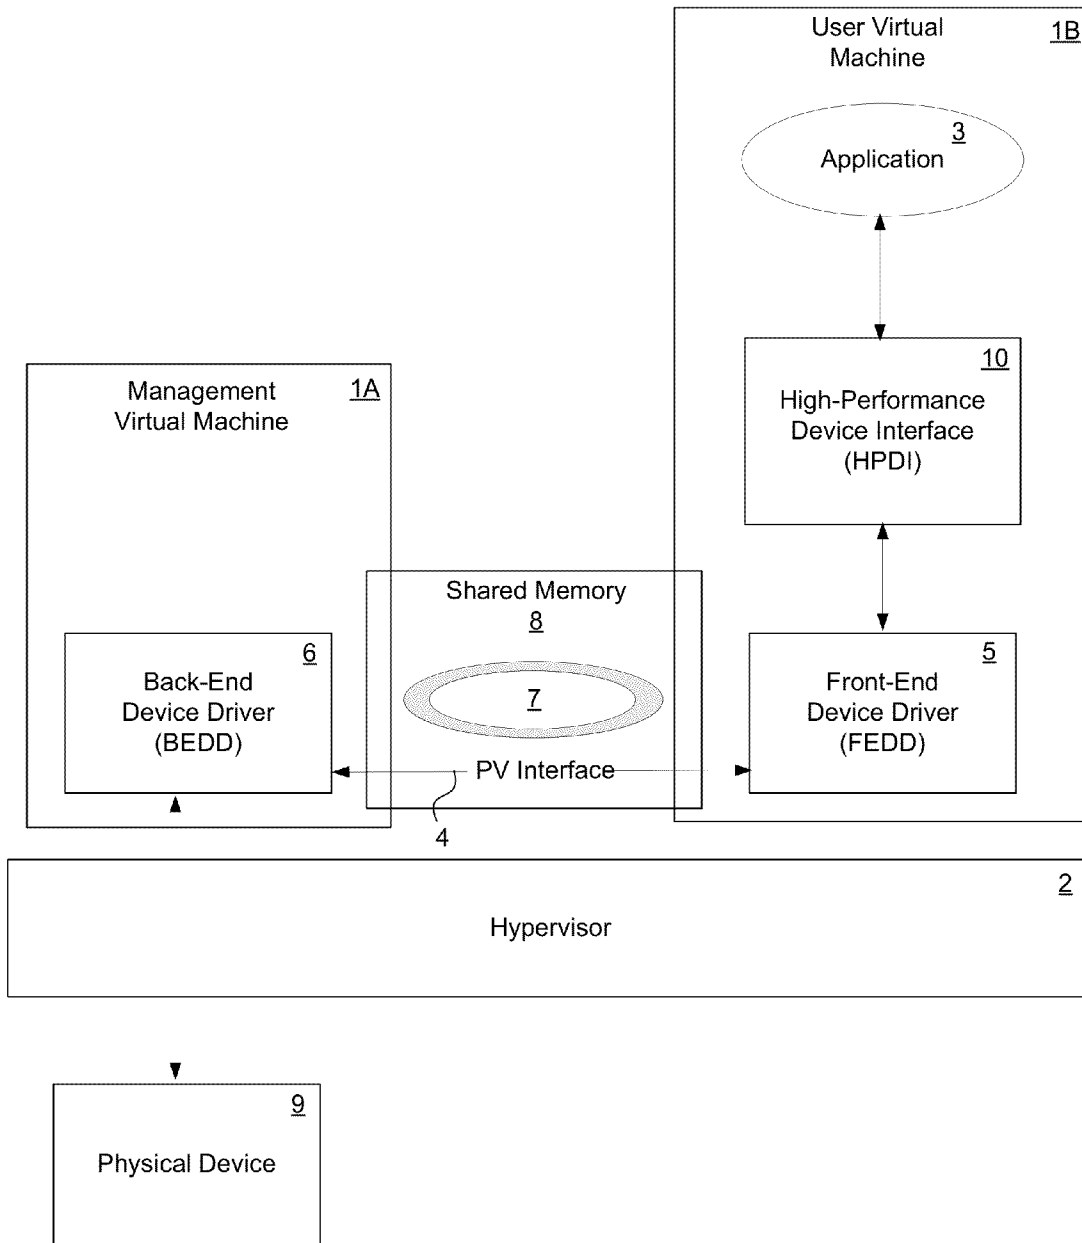 User Virtual
Machine
1B
3
Application
10
High-Performance
Device Interface
(HPDI)
Management
Virtual Machine
1A
Shared Memory
8
7
PV Interface
4
6
Back-End
Device Driver
(BEDD)
5
Front-End
Device Driver
(FEDD)
2
Hypervisor
9
Physical Device